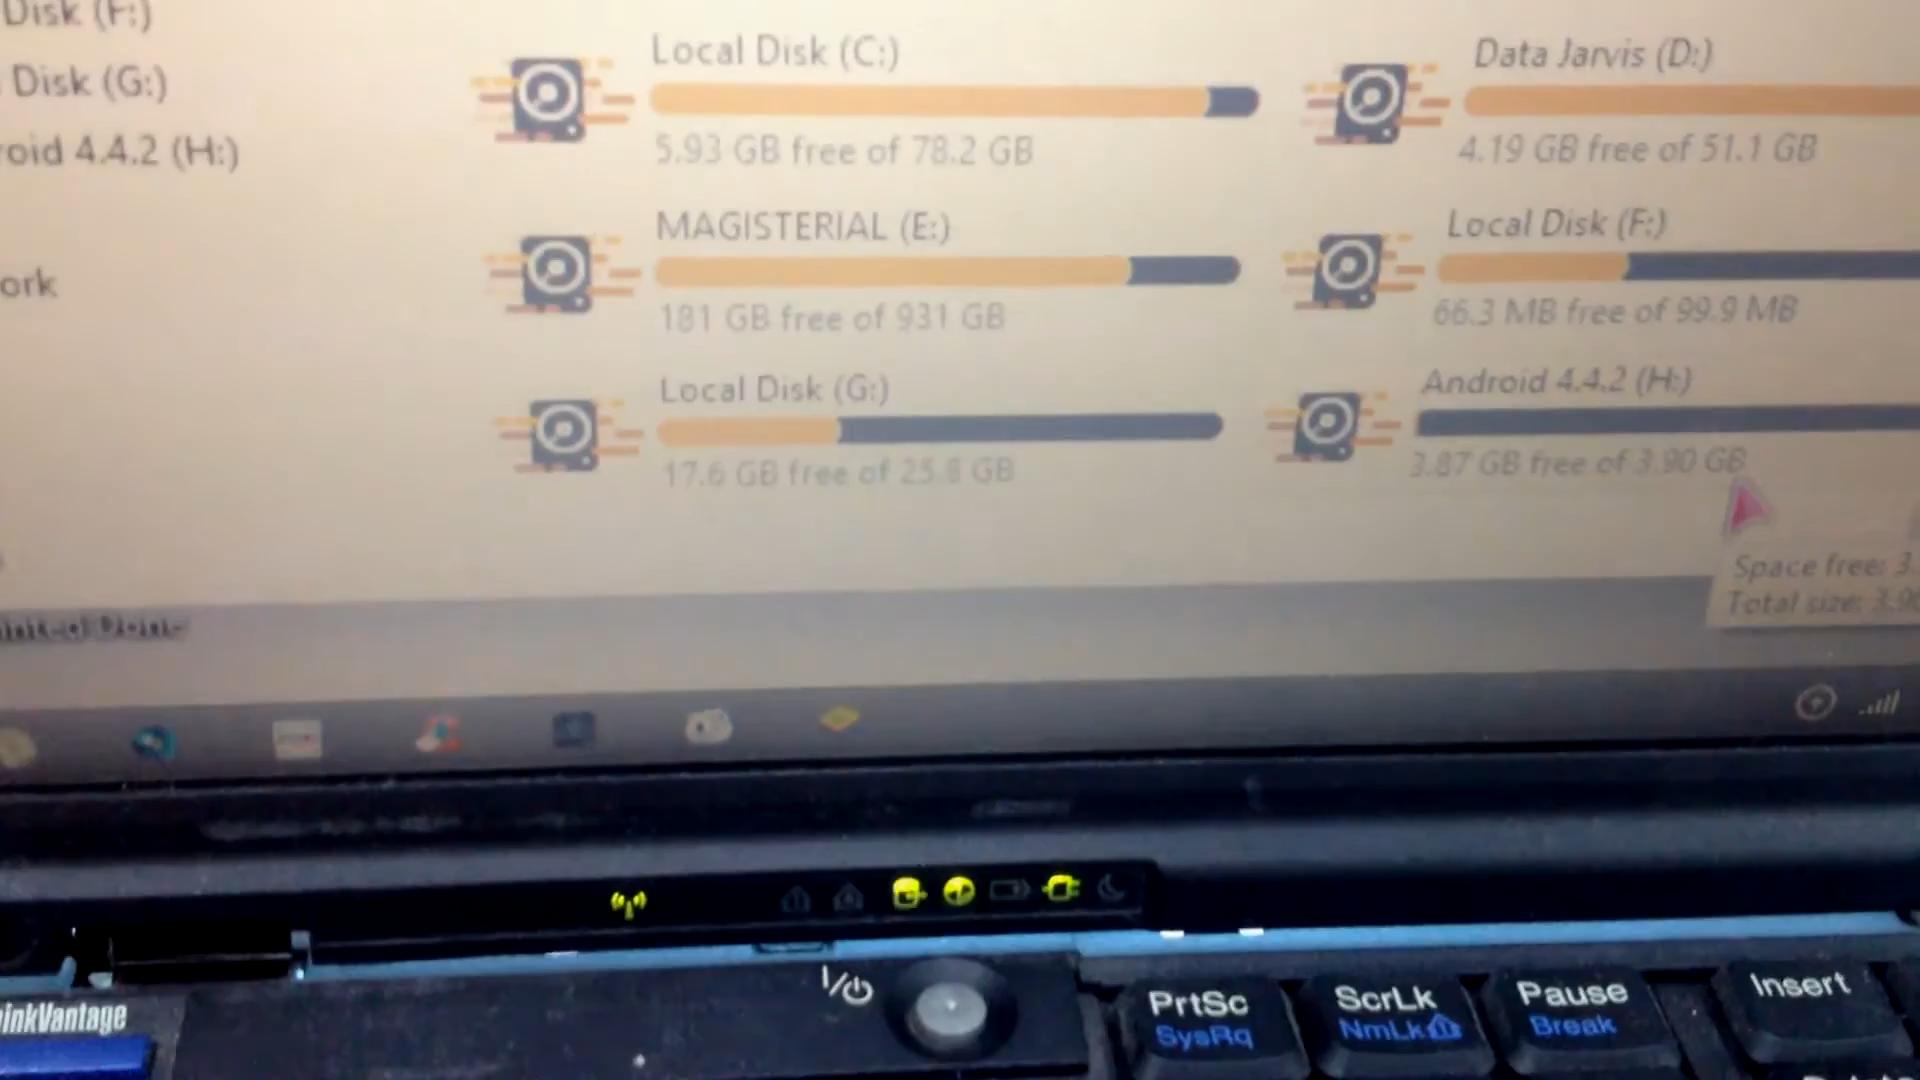 Disk (F:)
Disk (G:)
roid 4.4.2 (H:)
ork
Local Disk (C:)
5.93 GB free of 78.2 GB
Data Jarvis (D:)
4.19 GB free of 51.1 GB
MAGISTERIAL (E:)
181 GB free of 931 GB
Local Disk (F:)
66.3 MB free of 99.9 MB
Local Disk (G:)
17.6 GB free of 25.8 GB
Android 4.4.2 (H:)
3.87 GB free of 3.90 GB
Space free: 3.
Total size: 3.90
inkVantage
PrtSc
SysRq
ScrLk
NmLk
Pause
Break
Insert